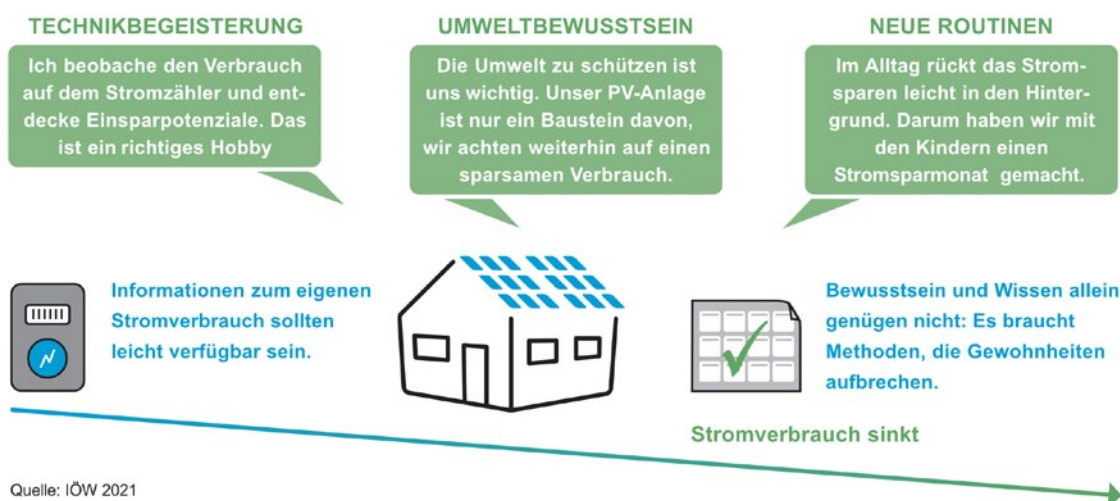 TECHNIKBEGEISTERUNG
Ich beobache den Verbrauch
auf dem Stromzähler und ent-
decke Einsparpotenziale. Das
ist ein richtiges Hobby
UMWELTBEWUSSTSEIN
Die Umwelt zu schützen ist
uns wichtig. Unser PV-Anlage
ist nur ein Baustein davon,
wir achten weiterhin auf einen
sparsamen Verbrauch.
NEUE ROUTINEN
Im Alltag rückt das Strom-
sparen leicht in den Hinter-
grund. Darum haben wir mit
den Kindern einen
Stromsparmonat gemacht.
Informationen zum eigenen
Stromverbrauch sollten
leicht verfügbar sein.
Bewusstsein und Wissen allein
genügen nicht: Es braucht
Methoden, die Gewohnheiten
aufbrechen.
Stromverbrauch sinkt
Quelle: IÖW 2021